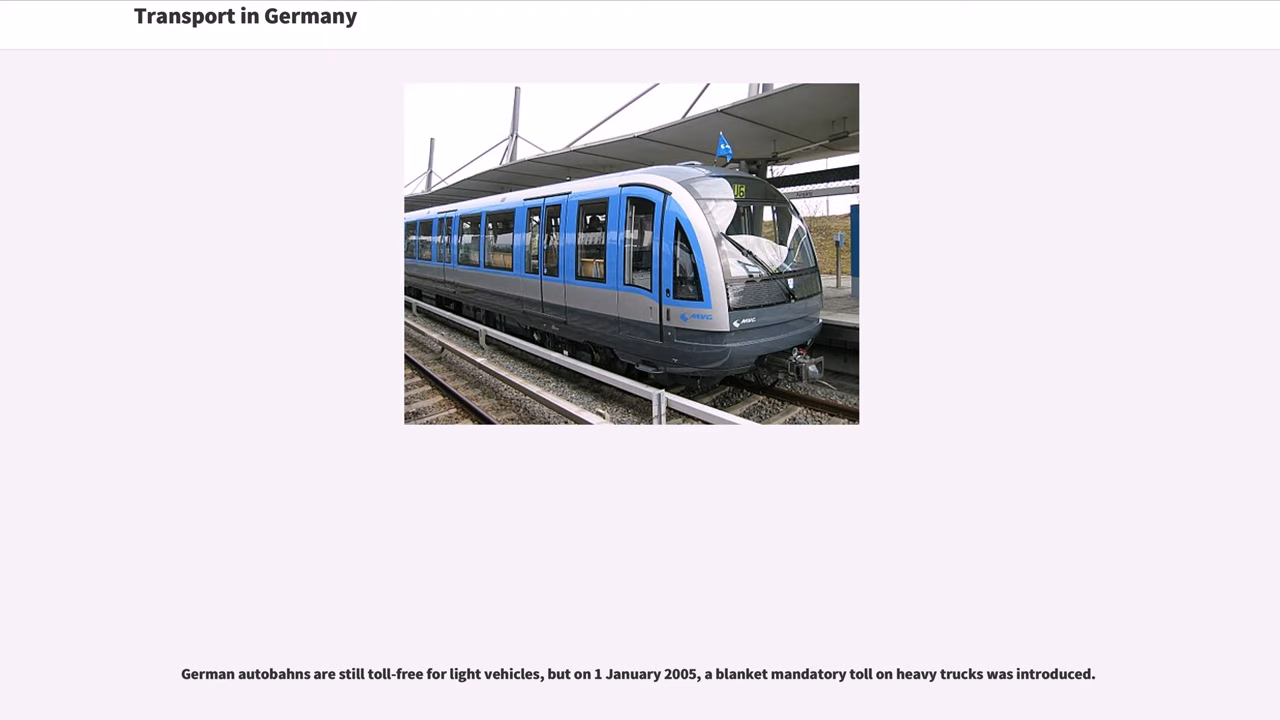 Transport in Germany
U6
MVG
MVG
German autobahns are still toll-free for light vehicles, but on 1 January 2005, a blanket mandatory toll on heavy trucks was introduced.